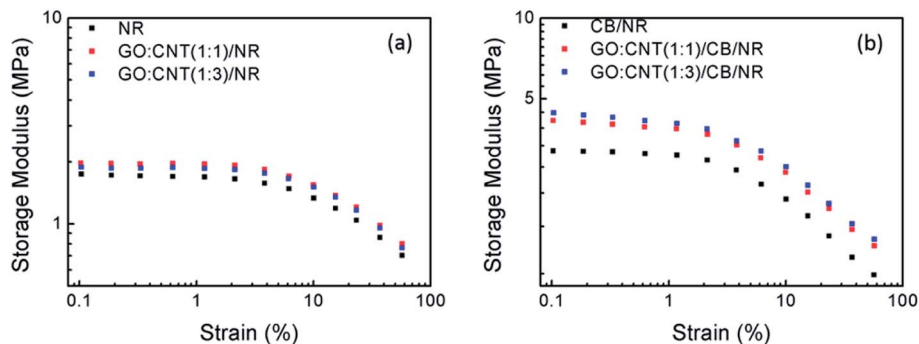 10
NR
GO:CNT(1:1)/NR
GO:CNT(1:3)/NR
(a)
1
Storage Modulus (MPa)
0.1 1 10 100
Strain (%)
10
CB/NR
GO:CNT(1:1)/CB/NR
GO:CNT(1:3)/CB/NR
(b)
5
Storage Modulus (MPa)
0.1 1 10 100
Strain (%)